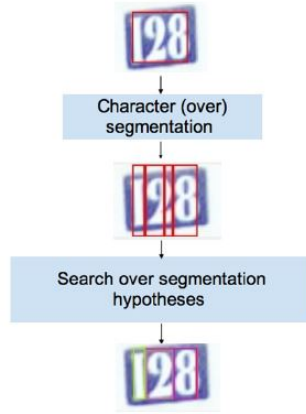 128
Character (over)
segmentation
128
Search over segmentation
hypotheses
128